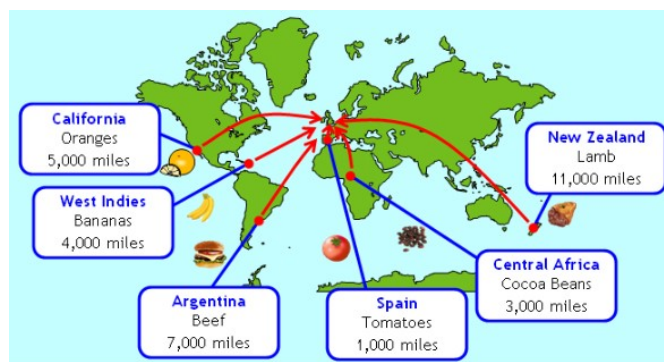 California
Oranges
5,000 miles
West Indies
Bananas
4,000 miles
Argentina
Beef
7,000 miles
Spain
Tomatoes
1,000 miles
Central Africa
Cocoa Beans
3,000 miles
New Zealand
Lamb
11,000 miles